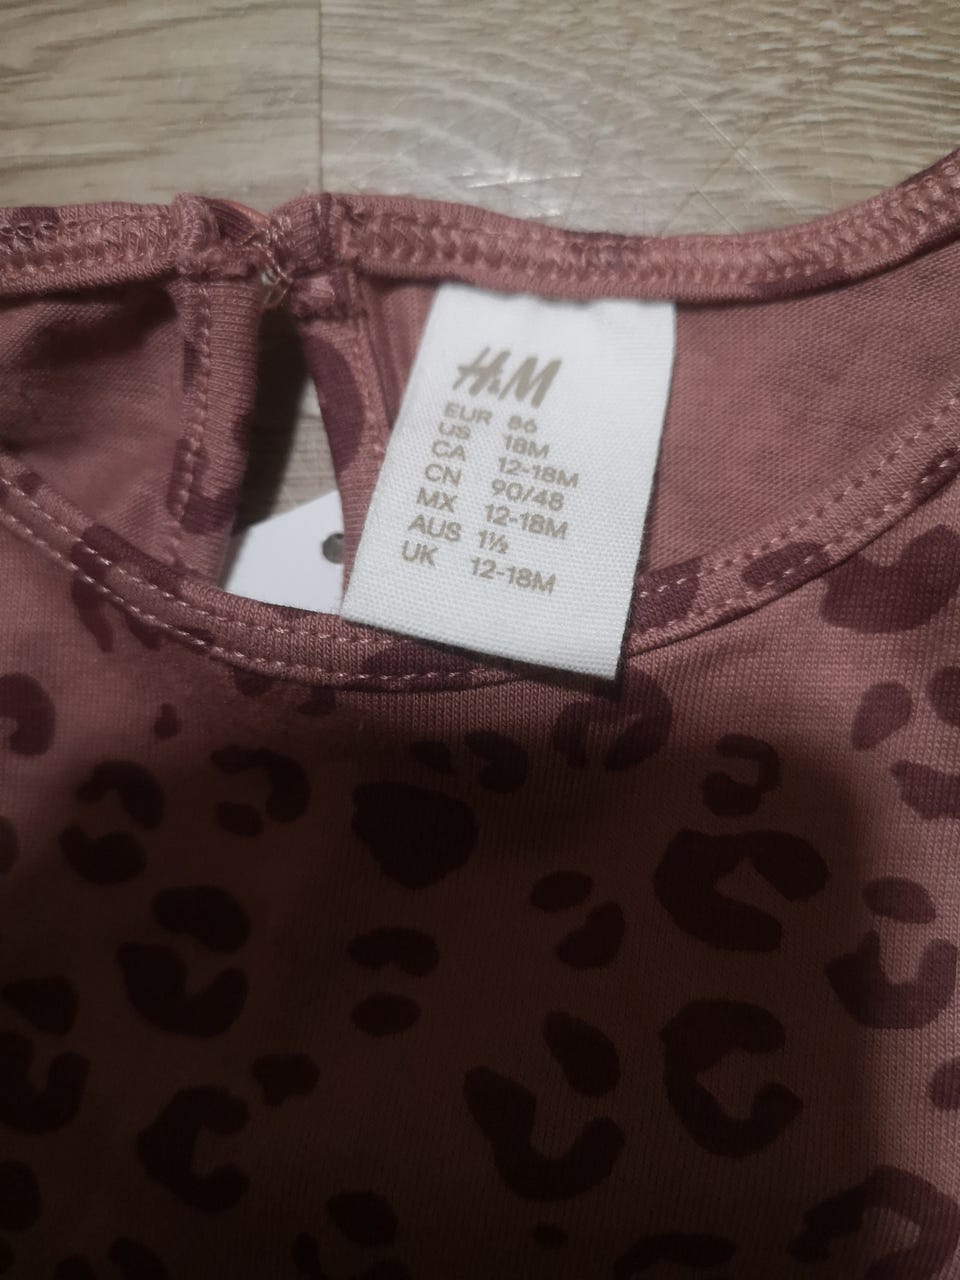 H&M
EUR 86
US 18M
CA 12-18M
CN 90/48
MX 12-18M
AUS 1½
UK 12-18M